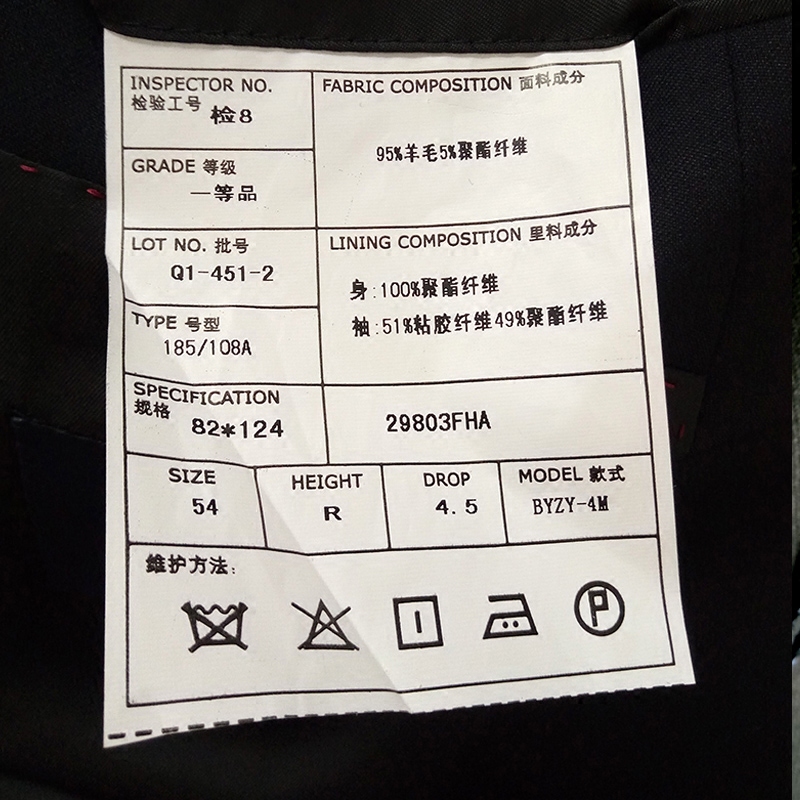 INSPECTOR NO.
检验工号 检8
FABRIC COMPOSITION 面料成分
95%羊毛5%聚酯纤维
GRADE 等级
一等品
LOT NO. 批号
Q1-451-2
LINING COMPOSITION 里料成分
身:100%聚酯纤维
袖:51%粘胶纤维49%聚酯纤维
TYPE 号型
185/108A
SPECIFICATION
规格 82*124
29803FHA
SIZE
54
HEIGHT
R
DROP
4.5
MODEL 款式
BYZY-4M
维护方法:
P